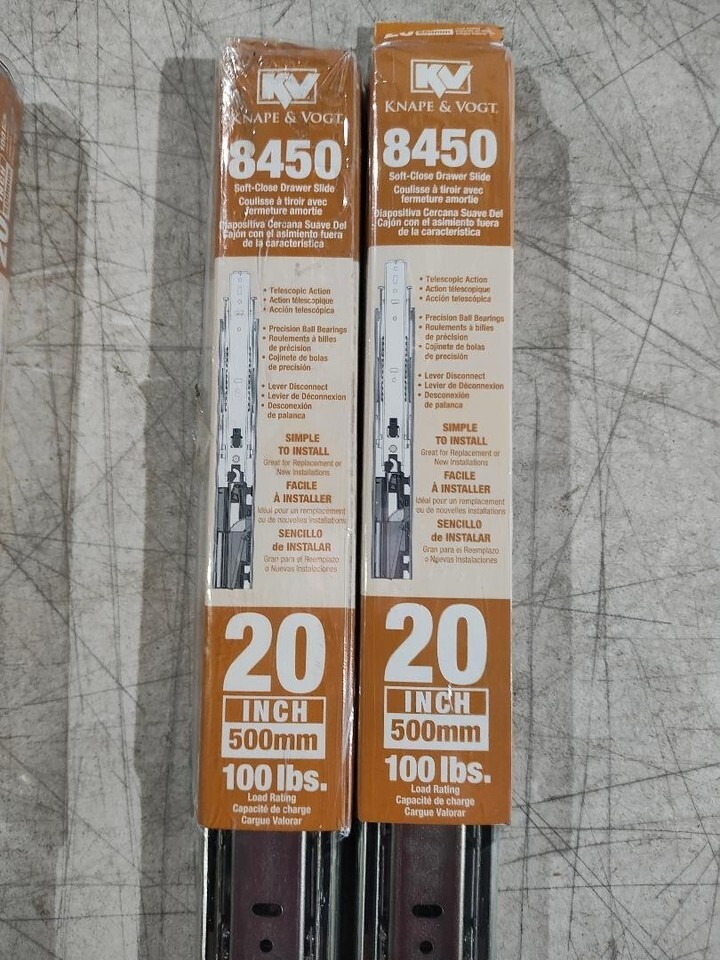 KV
KNAPE & VOGT
8450
Soft-Close Drawer Slide
Coulisse à tiroir avec
fermeture amortie
Diapositiva Cercana Suave Del
Cajón con el asimiento fuera
de la característica
• Telescopic Action
• Action télescopique
• Acción telescópica
• Precision Ball Bearings
• Roulements à billes
de précision
• Cojinete de bolas
de precisión
• Lever Disconnect
• Levier de Déconnexion
• Desconexión
de palanca
SIMPLE
TO INSTALL
Great for Replacement or
New Installations
FACILE
À INSTALLER
Idéal pour un remplacement
ou de nouvelles installations
SENCILLO
de INSTALAR
Gran para el Reemplazo
o Nuevas Instalaciones
20
INCH
500mm
100 lbs.
Load Rating
Capacité de charge
Cargue Valorar
20
KV
KNAPE & VOGT
8450
Soft-Close Drawer Slide
Coulisse à tiroir avec
fermeture amortie
Diapositiva Cercana Suave Del
Cajón con el asimiento fuera
de la característica
• Telescopic Action
• Action télescopique
• Acción telescópica
• Precision Ball Bearings
• Roulements à billes
de précision
• Cojinete de bolas
de precisión
• Lever Disconnect
• Levier de Déconnexion
• Desconexión
de palanca
SIMPLE
TO INSTALL
Great for Replacement or
New Installations
FACILE
À INSTALLER
Idéal pour un remplacement
ou de nouvelles installations
SENCILLO
de INSTALAR
Gran para el Reemplazo
o Nuevas Instalaciones
20
INCH
500mm
100 lbs.
Load Rating
Capacité de charge
Cargue Valorar
20